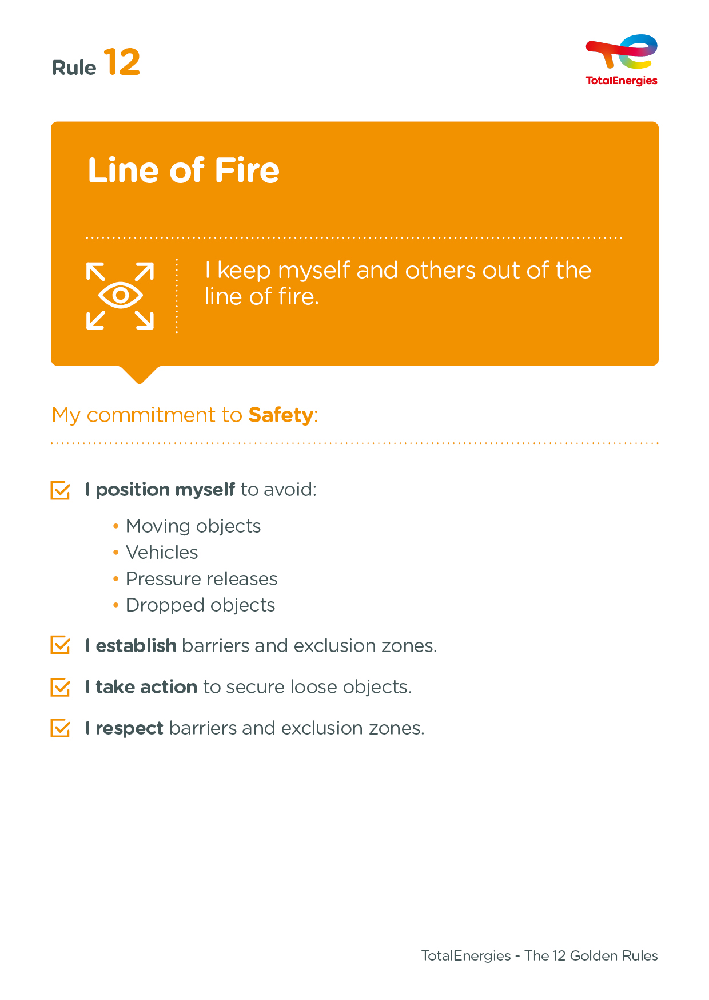 Rule 12
TotalEnergies
Line of Fire
I keep myself and others out of the
line of fire.
My commitment to Safety:
I position myself to avoid:
• Moving objects
• Vehicles
• Pressure releases
• Dropped objects
I establish barriers and exclusion zones.
I take action to secure loose objects.
I respect barriers and exclusion zones.
TotalEnergies - The 12 Golden Rules